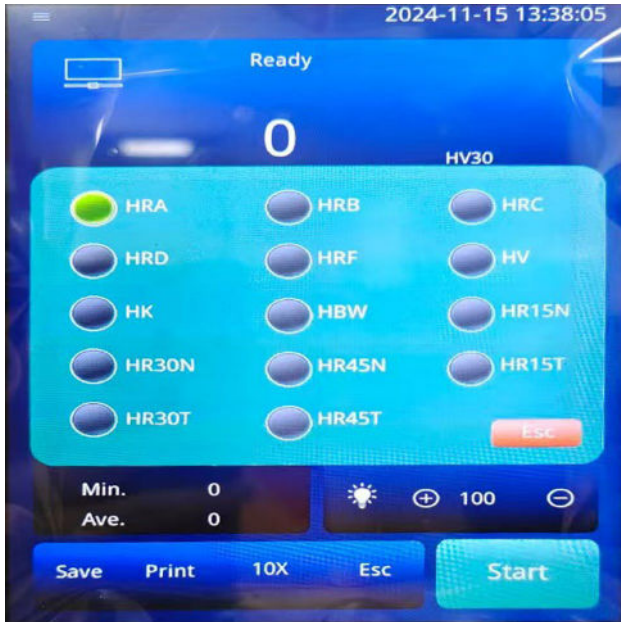 2024-11-15 13:38:05
Ready
0
HV30
HRA HRB HRC
HRD HRF HV
HK HBW HR15N
HR30N HR45N HR15T
HR30T HR45T Esc
Min. 0
Ave. 0
100
Save Print 10X Esc Start